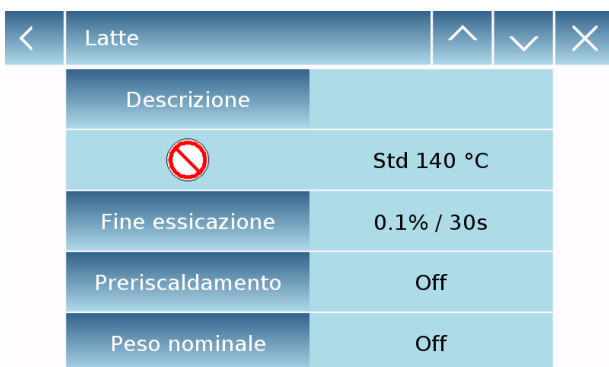 Latte
Descrizione
Std 140 °C
Fine essicazione 0.1% / 30s
Preriscaldamento Off
Peso nominale Off